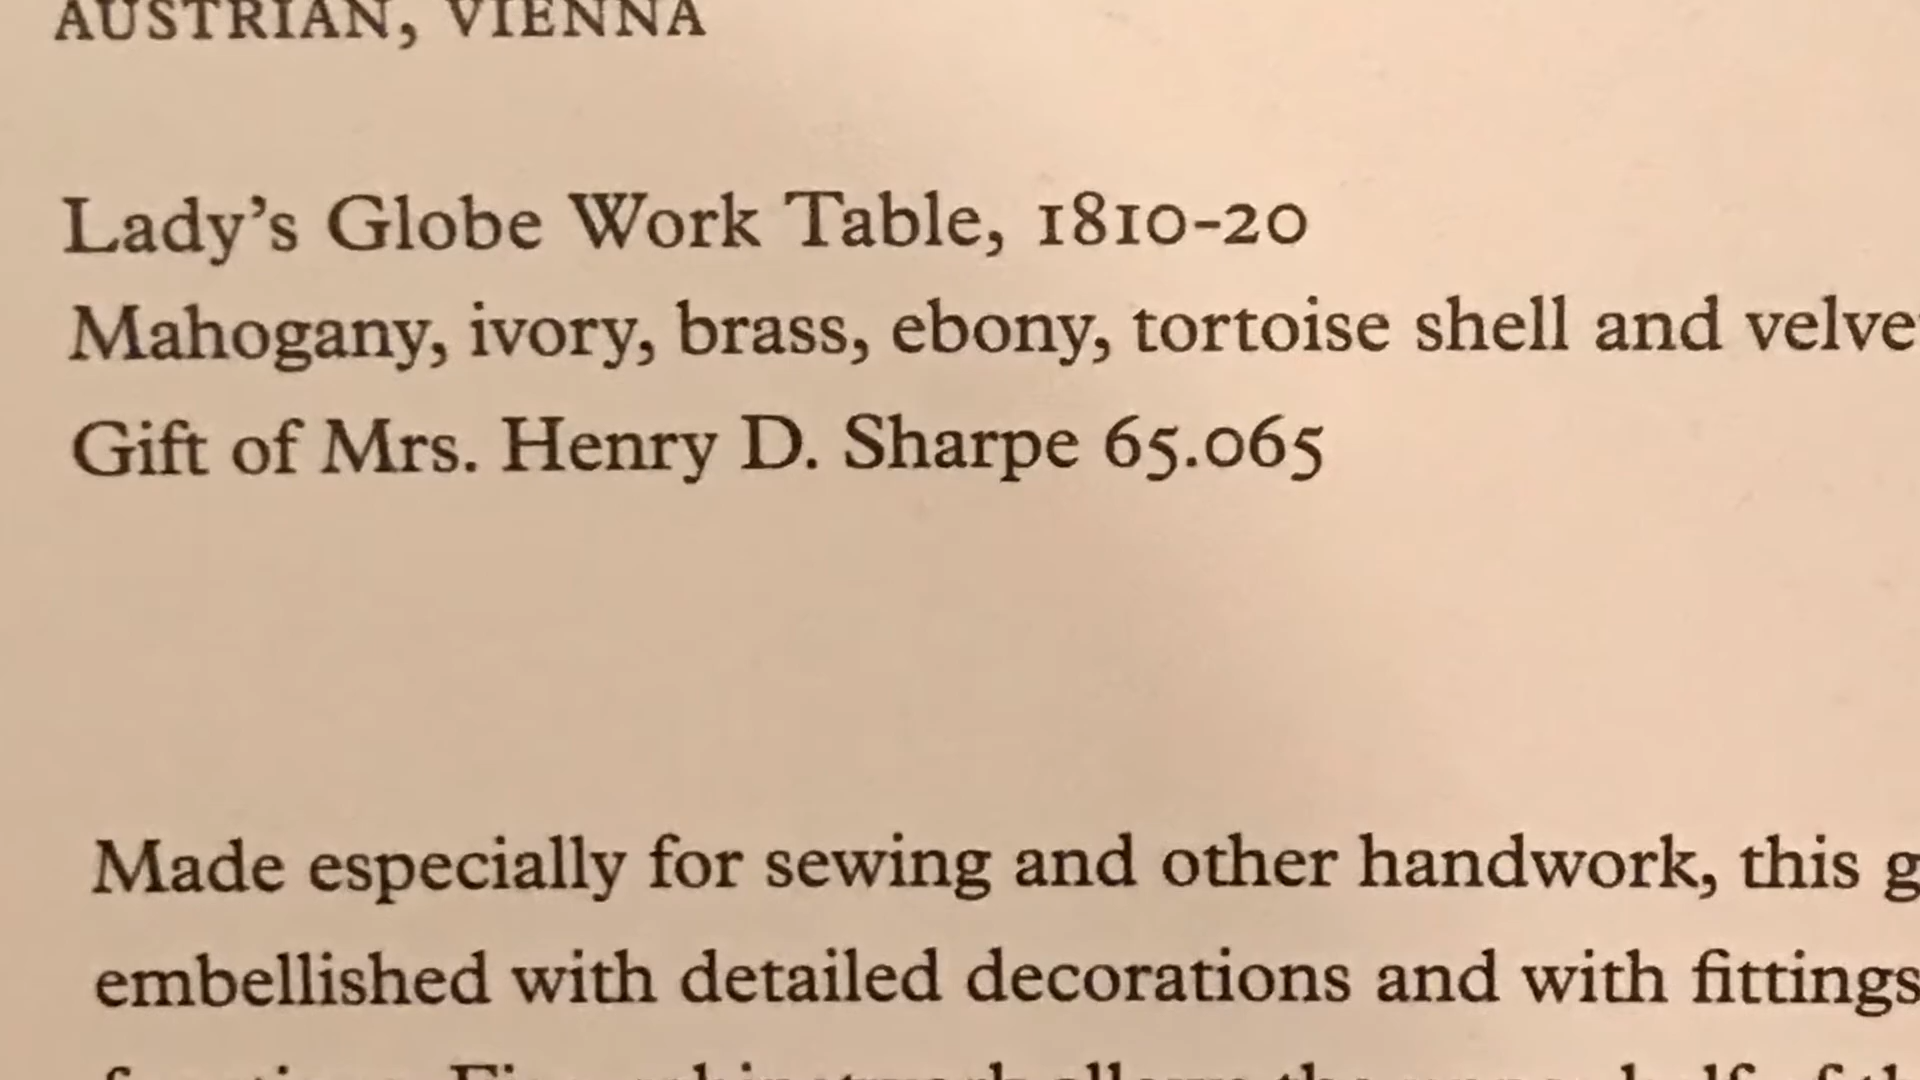 AUSTRIAN, VIENNA
Lady's Globe Work Table, 1810-20
Mahogany, ivory, brass, ebony, tortoise shell and
Gift of Mrs. Henry D. Sharpe 65.065
Made especially for sewing and other handwork, this
embellished with detailed decorations and with fittings